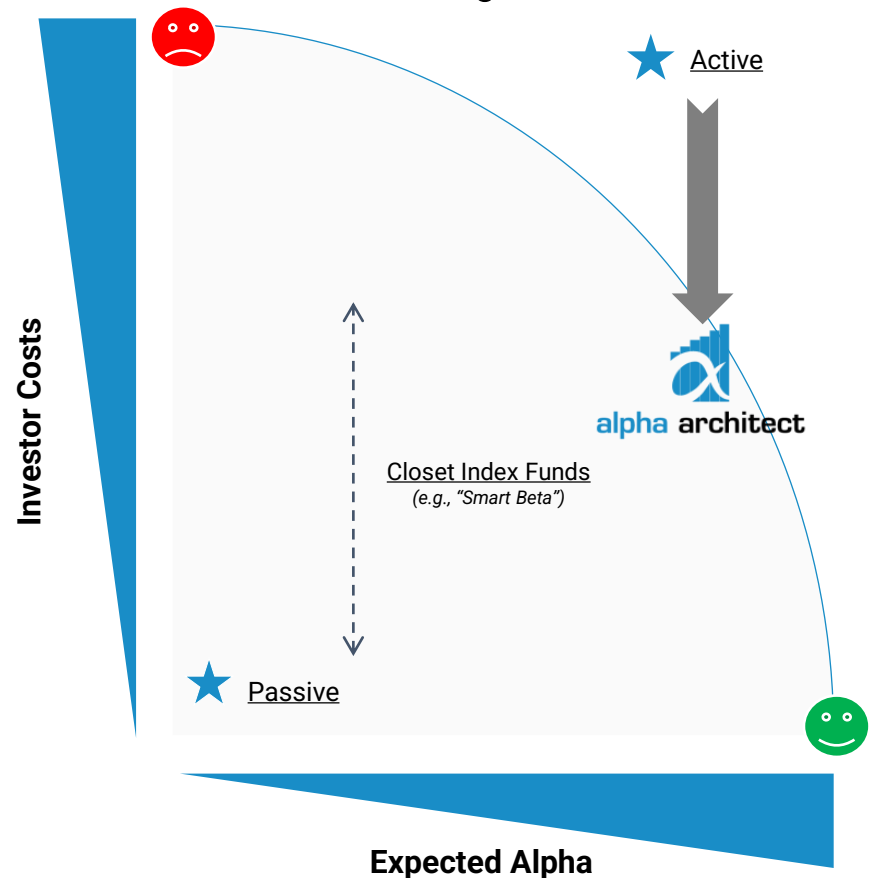 Active
Investor Costs
alpha architect
Closet Index Funds
(e.g., “Smart Beta”)
Passive
Expected Alpha